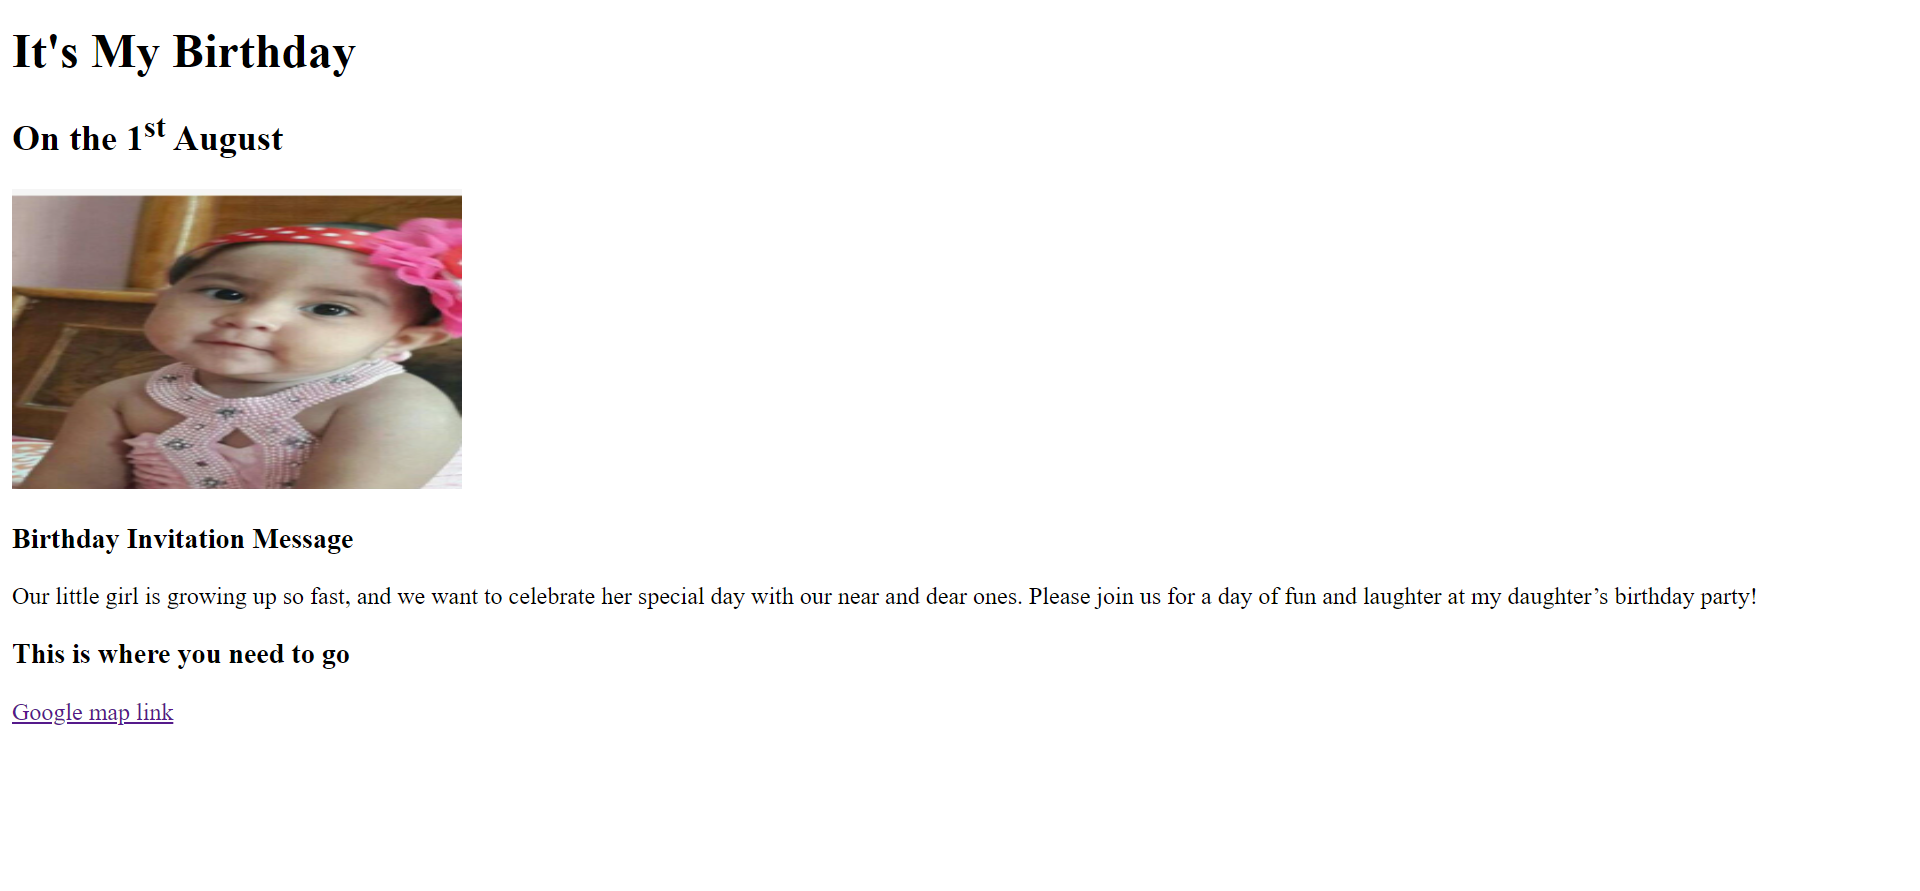 It's My Birthday
On the 1st August
Birthday Invitation Message
Our little girl is growing up so fast, and we want to celebrate her special day with our near and dear ones. Please join us for a day of fun and laughter at my daughter’s birthday party!
This is where you need to go
Google map link